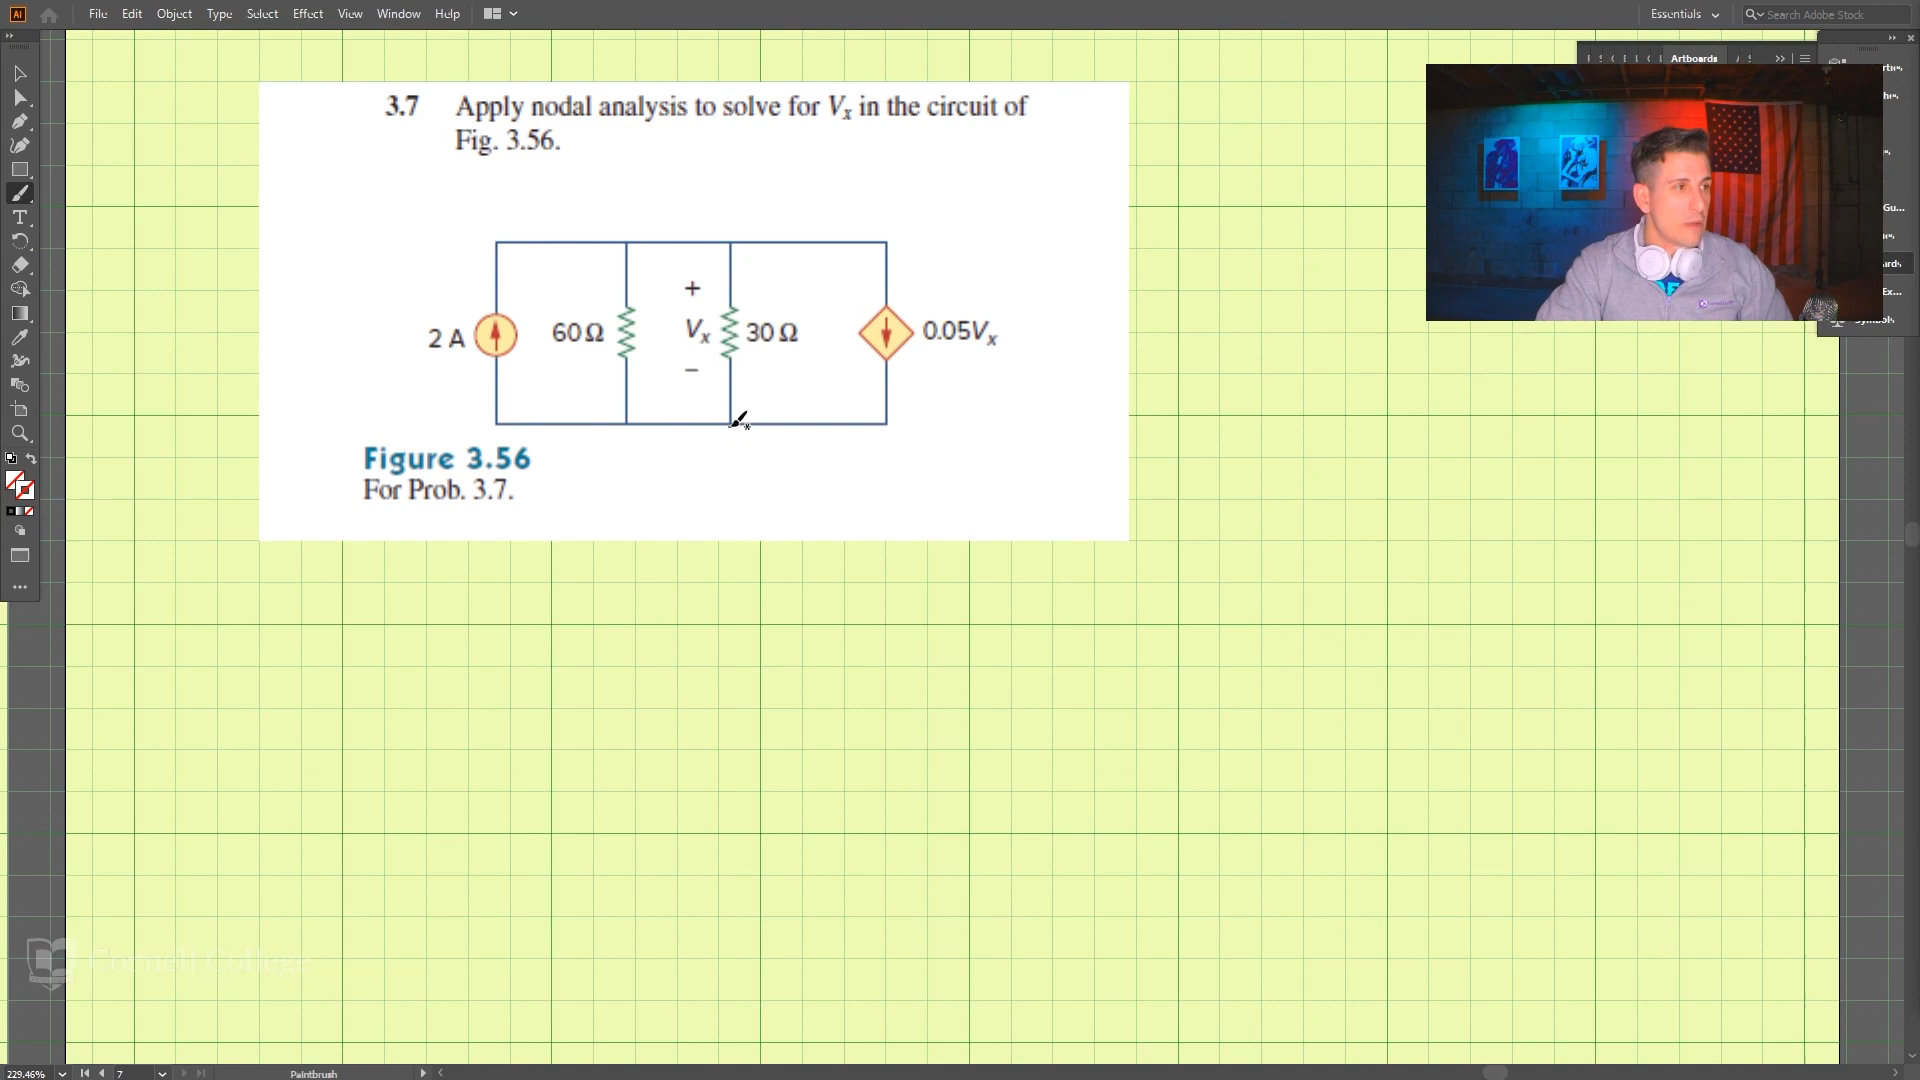 File Edit Object Type Select Effect View Window Help
Essentials
Search Adobe Stock
Artboards
3.7 Apply nodal analysis to solve for Vx in the circuit of
Fig. 3.56.
2 A
60 Ω
+
Vx
−
30 Ω
0.05Vx
Figure 3.56
For Prob. 3.7.
Cornell College
229.46%
7
Paintbrush